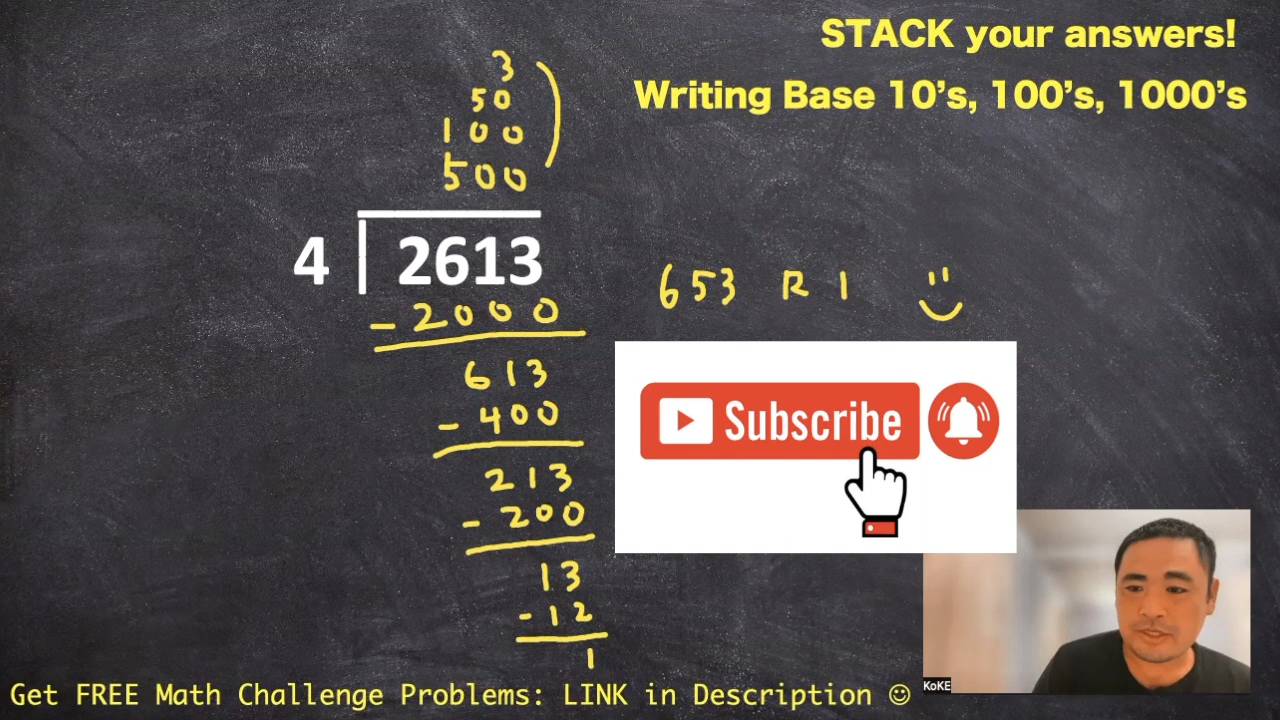 STACK your answers!
Writing Base 10's, 100's, 1000's
3
50
100
500
4 2613
- 2000
613
- 400
213
- 200
13
- 12
1
653 R 1
Subscribe
KoKE
Get FREE Math Challenge Problems: LINK in Description ☺